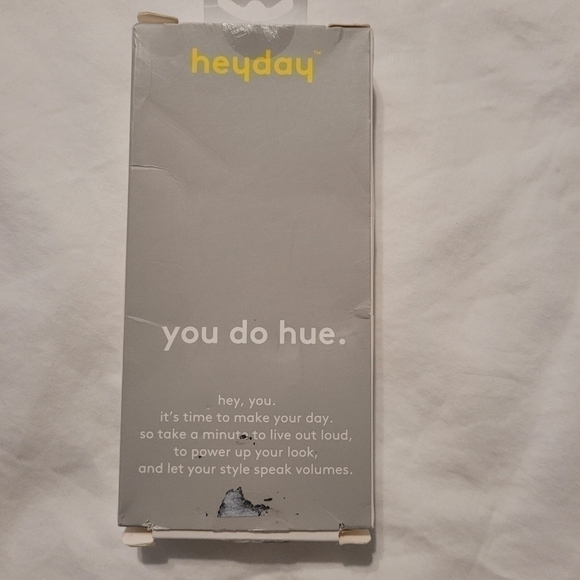 heyday™
you do hue.
hey, you.
it's time to make your day.
so take a minute to live out loud,
to power up your look,
and let your style speak volumes.